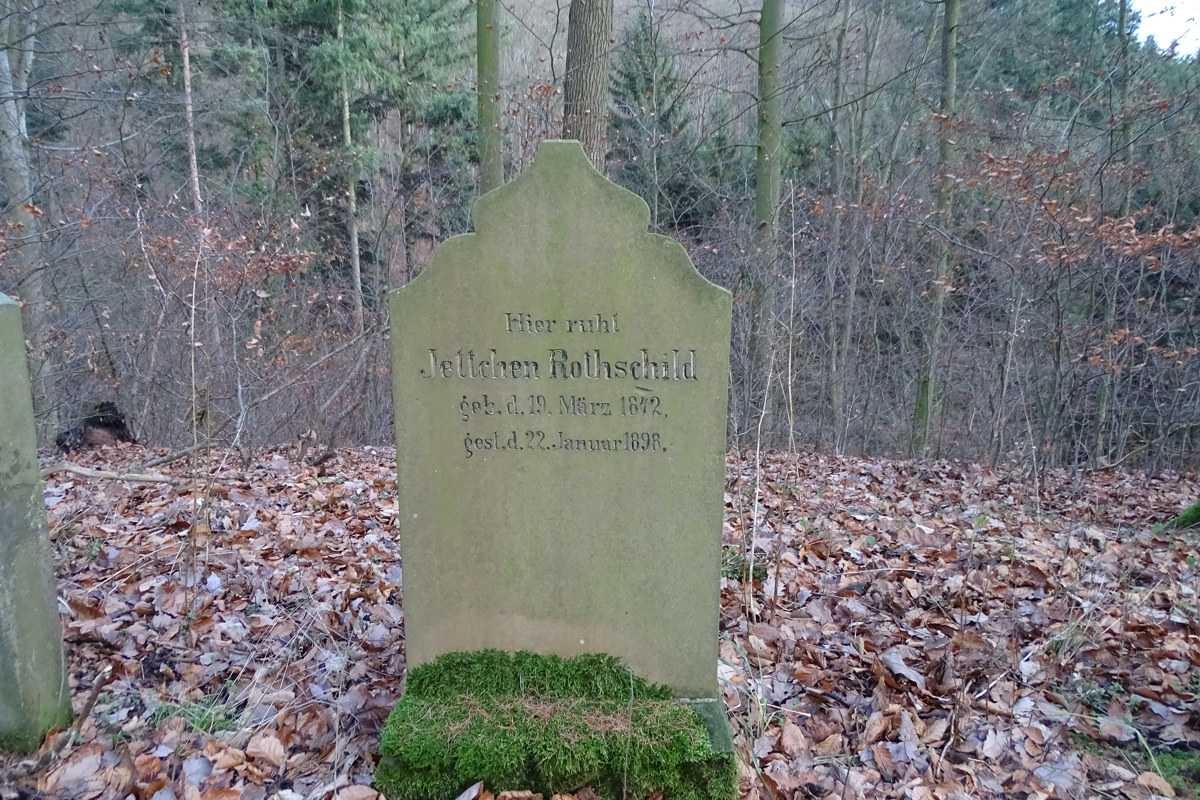 Hier ruht
Jettchen Rothschild
geb. d. 19. März 1872,
gest. d. 22. Januar 1898.